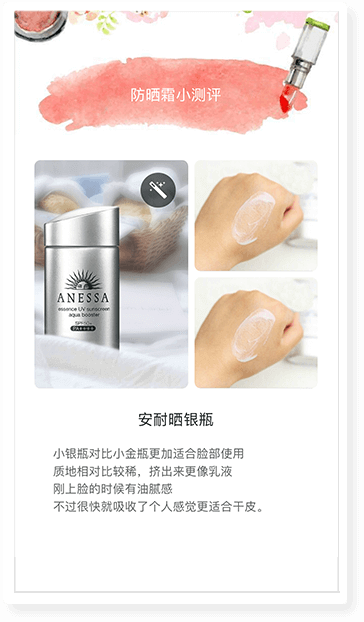 防晒霜小测评
ANESSA
essence UV sunscreen
aqua booster
安耐晒银瓶
小银瓶对比小金瓶更加适合脸部使用
质地相对比较稀，挤出来更像乳液
刚上脸的时候有油腻感
不过很快就吸收了个人感觉更适合干皮。